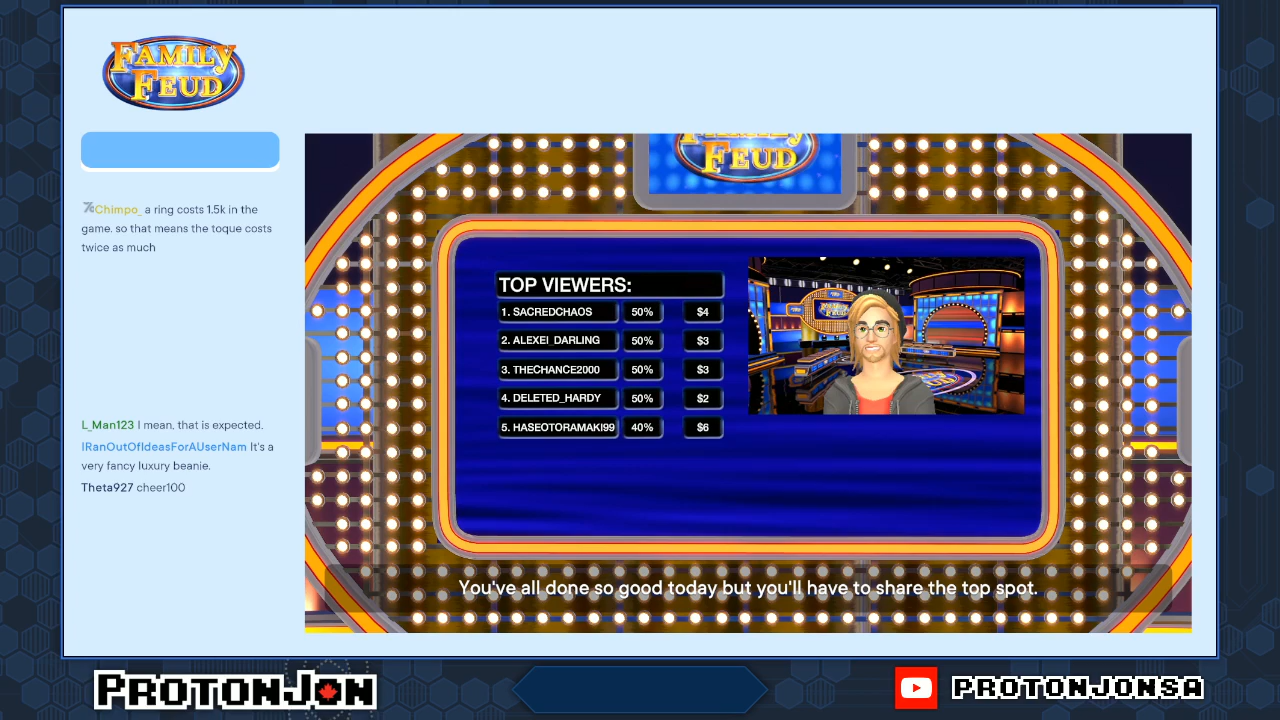 FAMILY
FEUD
Chimpo_ a ring costs 1.5k in the
game. so that means the toque costs
twice as much
L_Man123 I mean, that is expected.
IRanOutOfIdeasForAUserNam It's a
very fancy luxury beanie.
Theta927 cheer100
FAMILY
FEUD
TOP VIEWERS:
1. SACREDCHAOS 50% $4
2. ALEXEI_DARLING 50% $3
3. THECHANCE2000 50% $3
4. DELETED_HARDY 50% $2
5. HASEOTORAMAKI99 40% $6
You've all done so good today but you'll have to share the top spot.
PROTONJON
PROTONJONSA